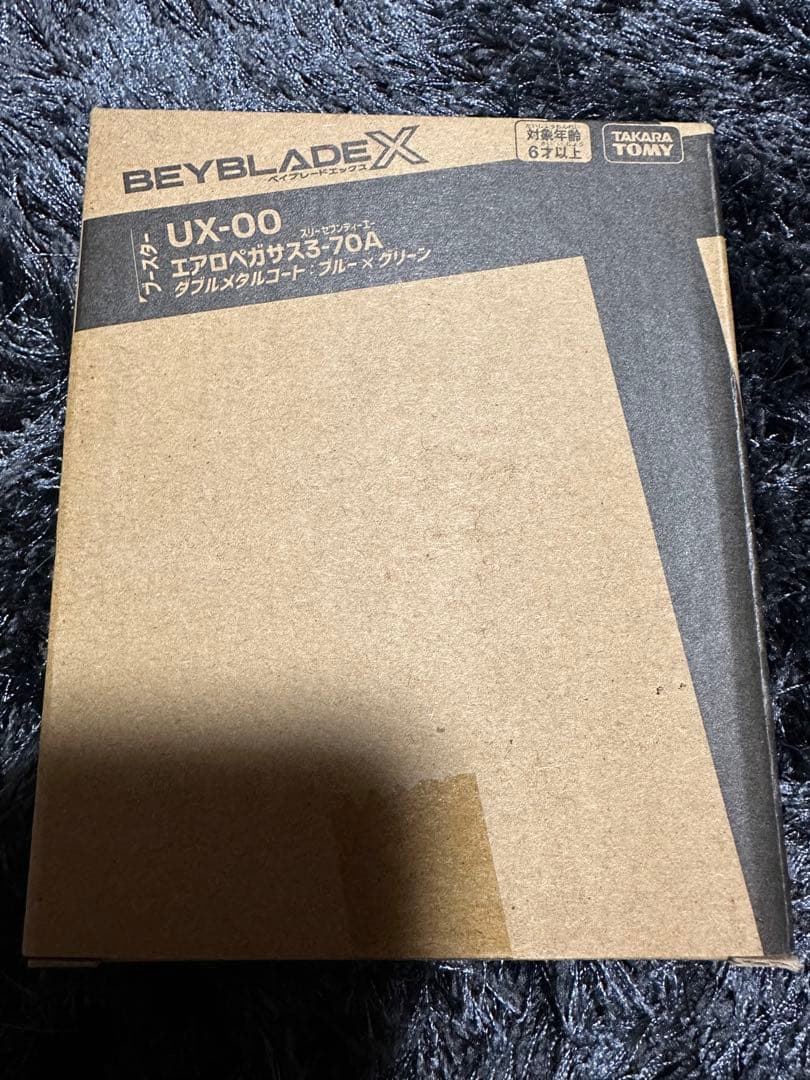 BEYBLADE X
ベイブレードエックス
対象年齢
6才以上
TAKARA
TOMY
ブースター
UX-00
スリーセブンティーエー
エアロペガサス3-70A
ダブルメタルコート:ブルー×グリーン